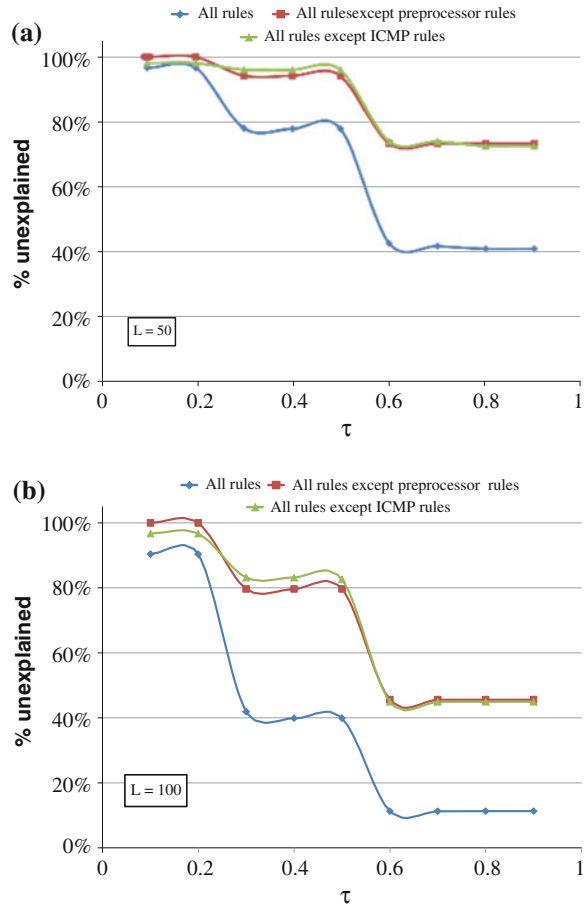 (a)
All rules
All rulesexcept preprocessor rules
All rules except ICMP rules
100%
80%
60%
40%
20%
0%
% unexplained
L = 50
0 0.2 0.4 0.6 0.8 1
τ
(b)
All rules
All rules except preprocessor rules
All rules except ICMP rules
100%
80%
60%
40%
20%
0%
% unexplained
L = 100
0 0.2 0.4 0.6 0.8 1
τ